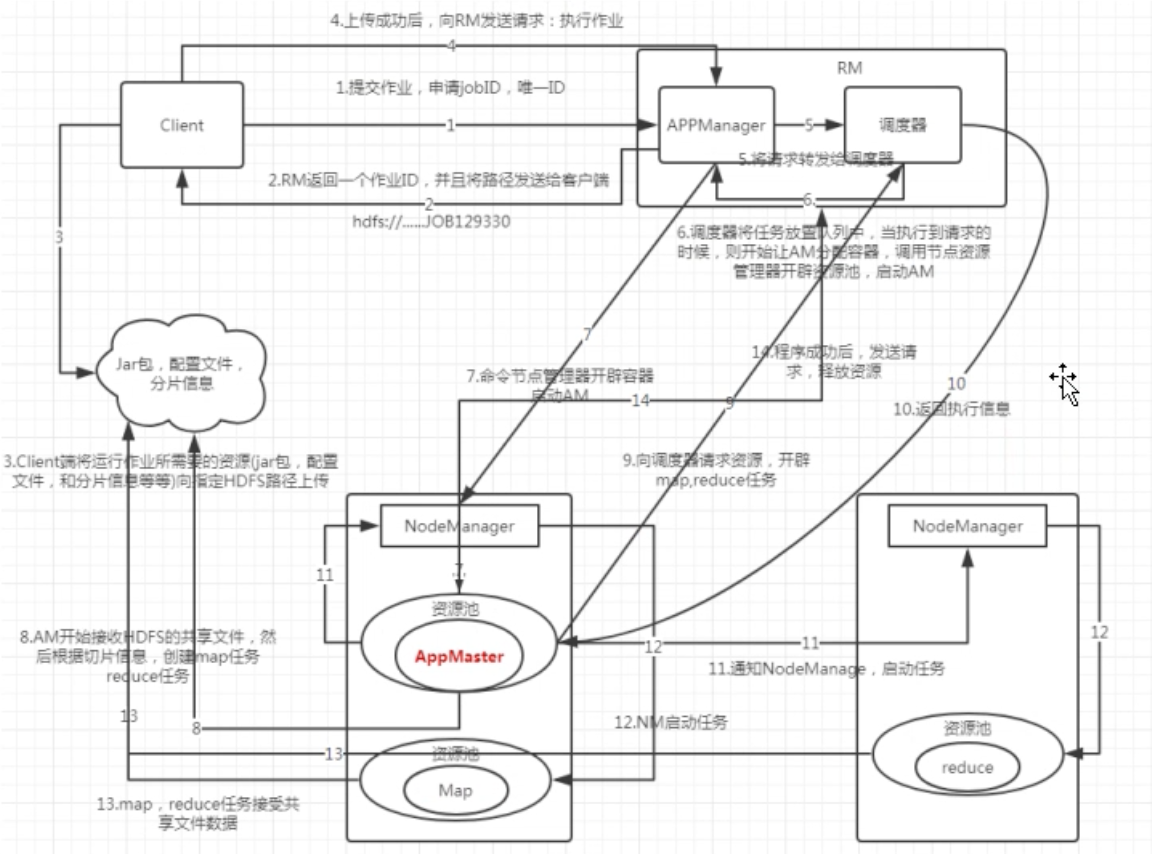 4.上传成功后，向RM发送请求：执行作业
4
RM
1.提交作业，申请jobID，唯一ID
Client
1
APPManager
5
调度器
5.将请求转发给调度器
2.RM返回一个作业ID，并且将路径发送给客户端
2
6.
hdfs://......JOB129330
3
6.调度器将任务放置队列中，当执行到请求的
时候，则开始让AM分配容器，调用节点资源
管理器开辟资源池，启动AM
7
Jar包，配置文件，
分片信息
14.程序成功后，发送请
求，释放资源
7.命令节点管理器开辟容器
启动AM
14
9
10
10.返回执行信息
3.Client端将运行作业所需要的资源(jar包，配置
文件，和分片信息等等)向指定HDFS路径上传
9.向调度器请求资源，开辟
map,reduce任务
NodeManager
NodeManager
11
7
资源池
AppMaster
12
11
12
8.AM开始接收HDFS的共享文件，然
后根据切片信息，创建map任务
reduce任务
11.通知NodeManage，启动任务
13
8
12.NM启动任务
资源池
reduce
13
资源池
Map
13.map，reduce任务接受共
享文件数据